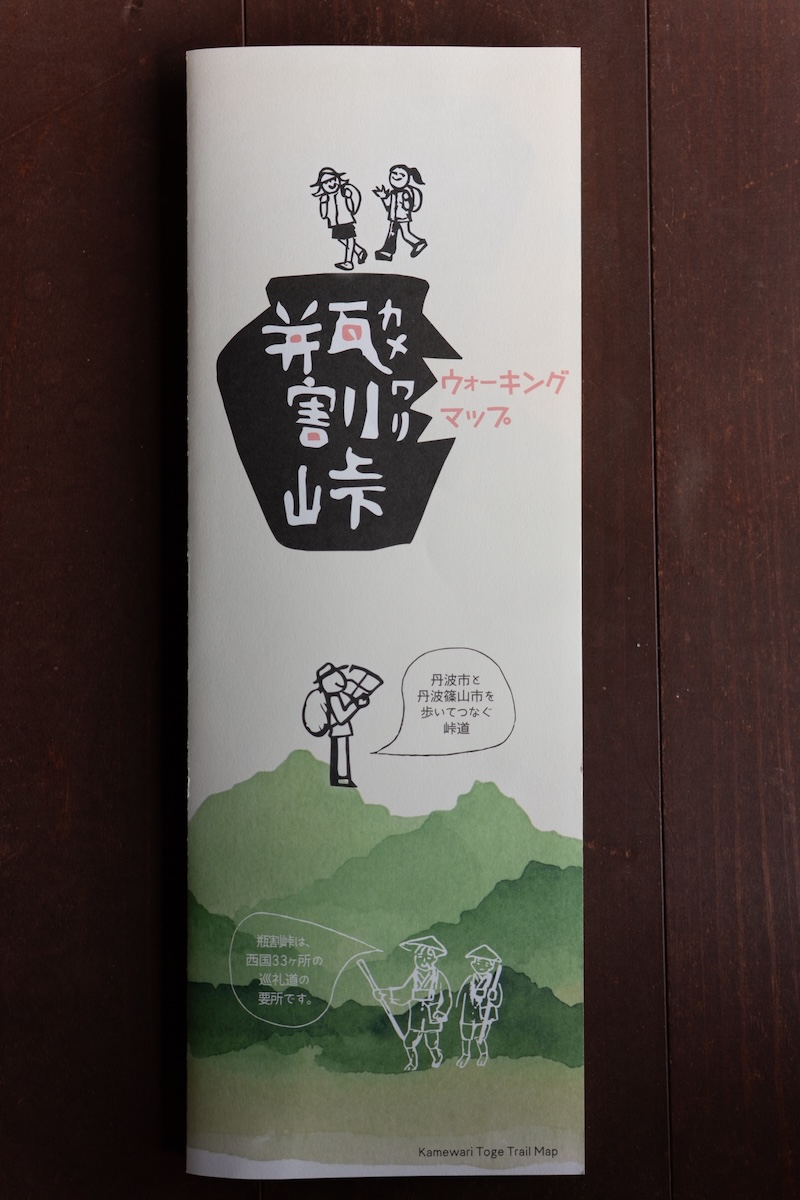 瓶割峠
カメワリ
ウォーキング
マップ
丹波市と
丹波篠山市を
歩いてつなぐ
峠道
瓶割峠は、
西国33ヶ所の
巡礼道の
要所です。
Kamewari Toge Trail Map